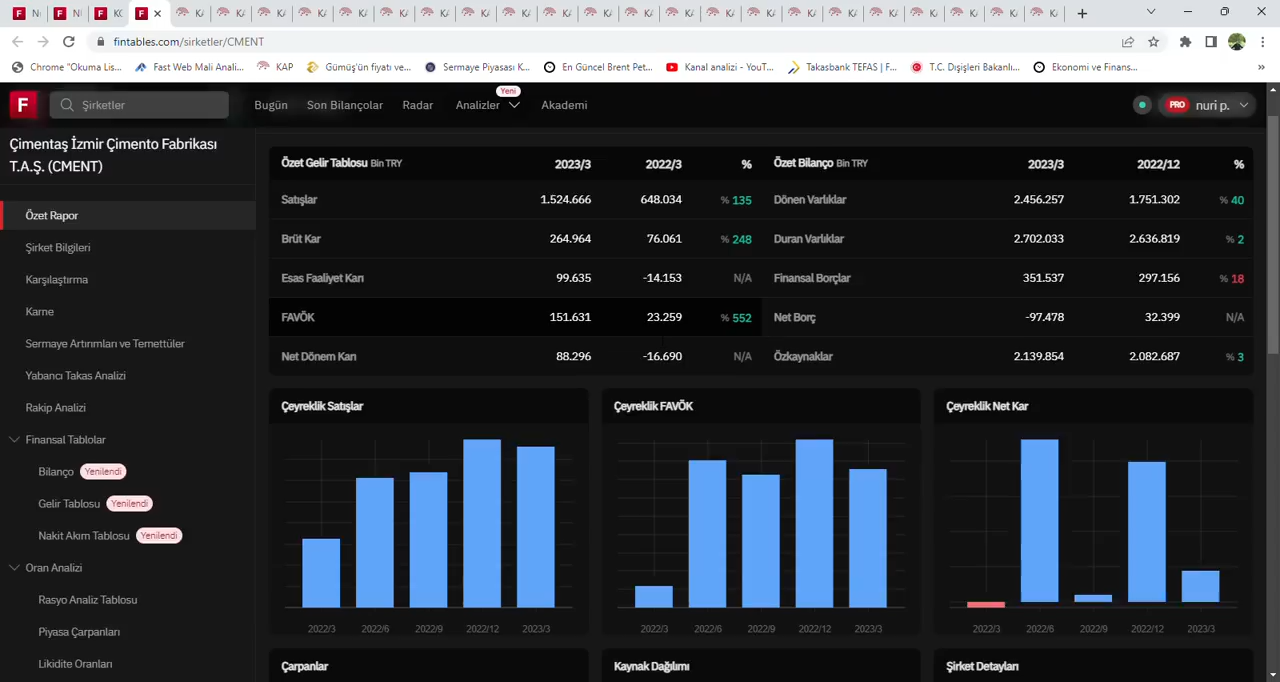 fintables.com/sirketler/CMENT
Chrome "Okuma Lis... Fast Web Mali Anali... KAP Gümüş'ün fiyatı ve... Sermaye Piyasası K... En Güncel Brent Pet... Kanal analizi - YouT... Takasbank TEFAS | F... T.C. Dışişleri Bakanlı... Ekonomi ve Finans... »
F Şirketler Bugün Son Bilançolar Radar Analizler Yeni Akademi PRO nuri p.
Çimentaş İzmir Çimento Fabrikası
T.A.Ş. (CMENT)
Özet Rapor
Şirket Bilgileri
Karşılaştırma
Karne
Sermaye Artırımları ve Temettüler
Yabancı Takas Analizi
Rakip Analizi
Finansal Tablolar
Bilanço Yenilendi
Gelir Tablosu Yenilendi
Nakit Akım Tablosu Yenilendi
Oran Analizi
Rasyo Analiz Tablosu
Piyasa Çarpanları
Likidite Oranları
Özet Gelir Tablosu Bin TRY 2023/3 2022/3 %
Satışlar 1.524.666 648.034 % 135
Brüt Kar 264.964 76.061 % 248
Esas Faaliyet Karı 99.635 -14.153 N/A
FAVÖK 151.631 23.259 % 552
Net Dönem Karı 88.296 -16.690 N/A
Özet Bilanço Bin TRY 2023/3 2022/12 %
Dönen Varlıklar 2.456.257 1.751.302 % 40
Duran Varlıklar 2.702.033 2.636.819 % 2
Finansal Borçlar 351.537 297.156 % 18
Net Borç -97.478 32.399 N/A
Özkaynaklar 2.139.854 2.082.687 % 3
Çeyreklik Satışlar
2022/3 2022/6 2022/9 2022/12 2023/3
Çeyreklik FAVÖK
2022/3 2022/6 2022/9 2022/12 2023/3
Çeyreklik Net Kar
2022/3 2022/6 2022/9 2022/12 2023/3
Çarpanlar
Kaynak Dağılımı
Şirket Detayları